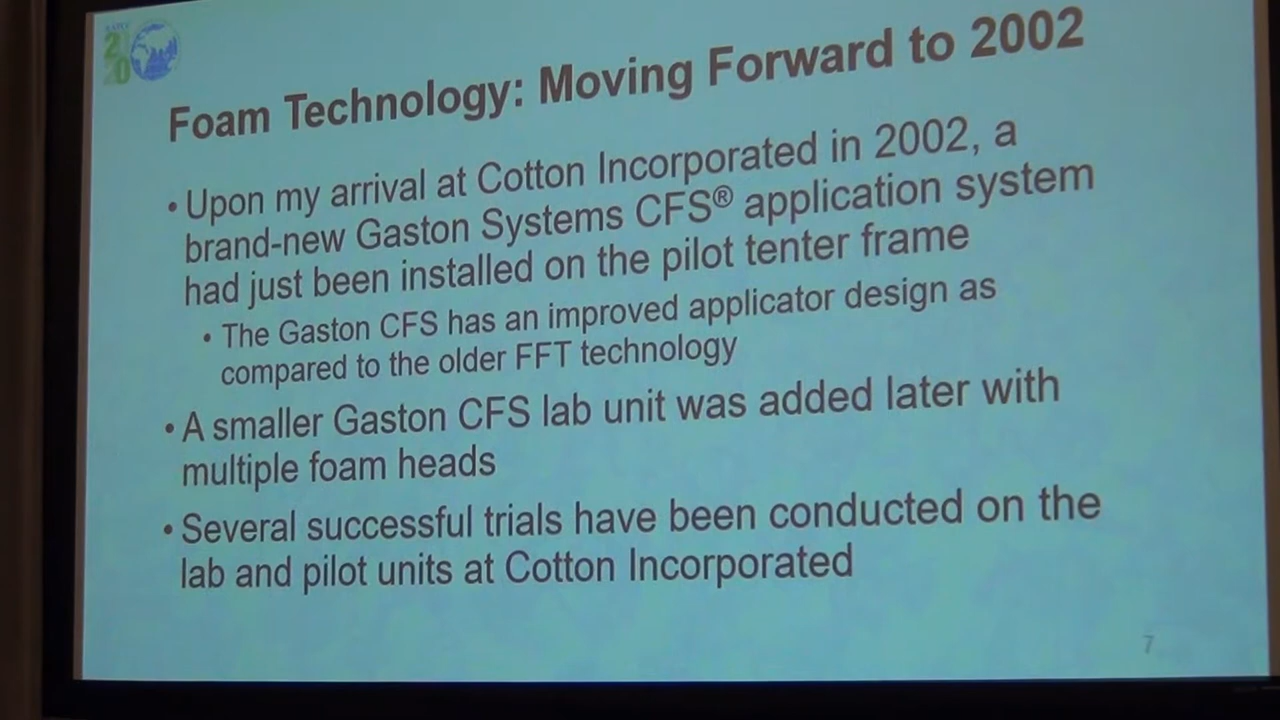 Foam Technology: Moving Forward to 2002
• Upon my arrival at Cotton Incorporated in 2002, a
brand-new Gaston Systems CFS® application system
had just been installed on the pilot tenter frame
• The Gaston CFS has an improved applicator design as
compared to the older FFT technology
• A smaller Gaston CFS lab unit was added later with
multiple foam heads
• Several successful trials have been conducted on the
lab and pilot units at Cotton Incorporated
7